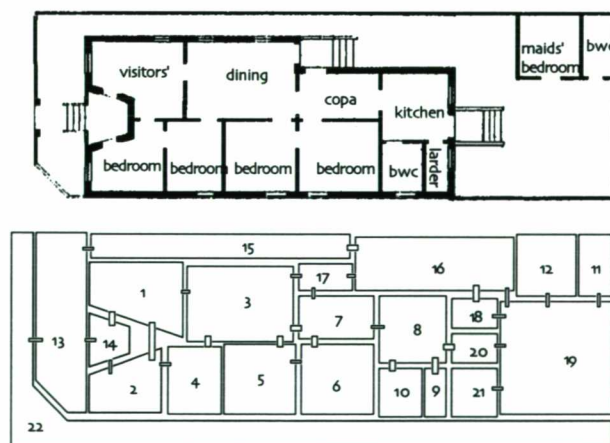 maids' bwc
bedroom
visitors' dining
copa
kitchen
bedroom bedroom bedroom bedroom bwc larder
15
16 12 11
17
1 3
7 18
13 14 8 19
20
2 4 5 6 10 9 21
22